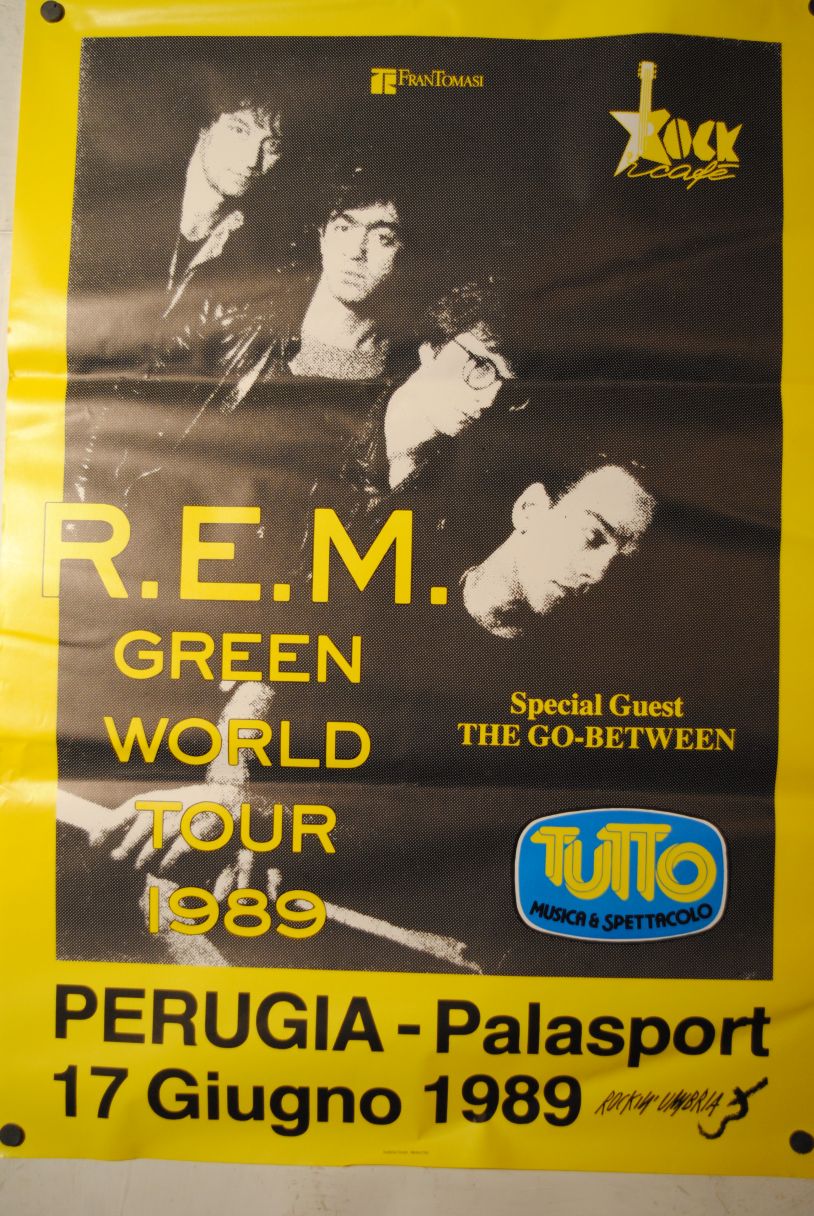 FRANTOMASI
ROCK
café
R.E.M.
GREEN
WORLD
TOUR
1989
Special Guest
THE GO-BETWEEN
TUTTO
MUSICA & SPETTACOLO
PERUGIA - Palasport
17 Giugno 1989
ROCKIN' UMBRIA